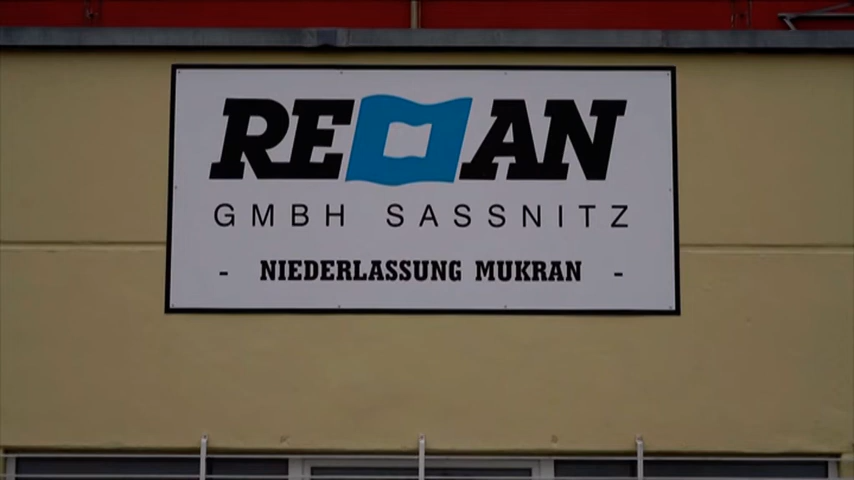 RE AN
GMBH SASSNITZ
- NIEDERLASSUNG MUKRAN -